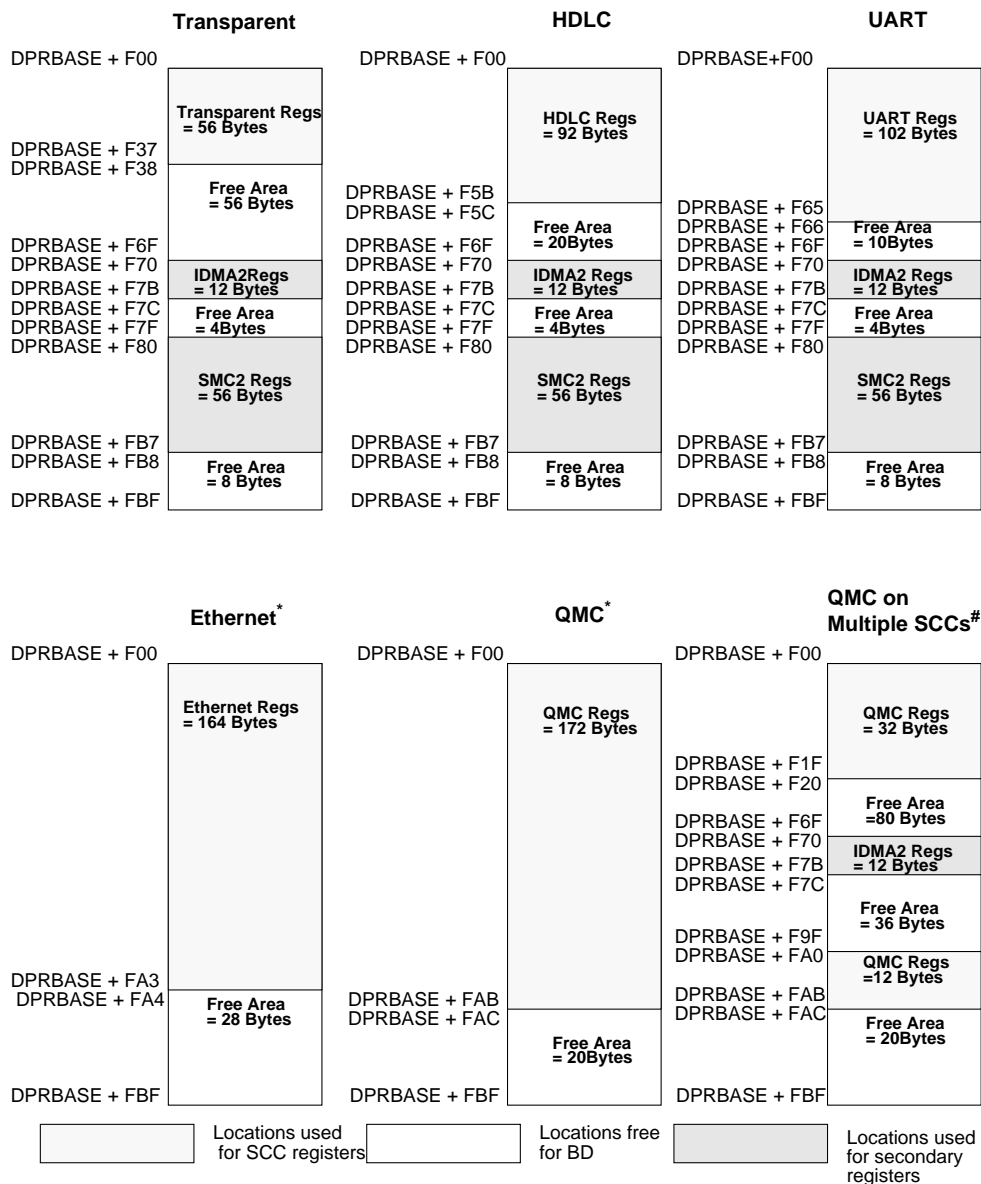 Transparent
DPRBASE + F00
Transparent Regs
= 56 Bytes
DPRBASE + F37
DPRBASE + F38
Free Area
= 56 Bytes
DPRBASE + F6F
DPRBASE + F70
IDMA2Regs
= 12 Bytes
DPRBASE + F7B
DPRBASE + F7C
Free Area
= 4Bytes
DPRBASE + F7F
DPRBASE + F80
SMC2 Regs
= 56 Bytes
DPRBASE + FB7
DPRBASE + FB8
Free Area
= 8 Bytes
DPRBASE + FBF
HDLC
DPRBASE + F00
HDLC Regs
= 92 Bytes
DPRBASE + F5B
DPRBASE + F5C
Free Area
= 20Bytes
DPRBASE + F6F
DPRBASE + F70
IDMA2 Regs
= 12 Bytes
DPRBASE + F7B
DPRBASE + F7C
Free Area
= 4Bytes
DPRBASE + F7F
DPRBASE + F80
SMC2 Regs
= 56 Bytes
DPRBASE + FB7
DPRBASE + FB8
Free Area
= 8 Bytes
DPRBASE + FBF
UART
DPRBASE+F00
UART Regs
= 102 Bytes
DPRBASE + F65
DPRBASE + F66
Free Area
= 10Bytes
DPRBASE + F6F
DPRBASE + F70
IDMA2 Regs
= 12 Bytes
DPRBASE + F7B
DPRBASE + F7C
Free Area
= 4Bytes
DPRBASE + F7F
DPRBASE + F80
SMC2 Regs
= 56 Bytes
DPRBASE + FB7
DPRBASE + FB8
Free Area
= 8 Bytes
DPRBASE + FBF
Ethernet*
DPRBASE + F00
Ethernet Regs
= 164 Bytes
DPRBASE + FA3
DPRBASE + FA4
Free Area
= 28 Bytes
DPRBASE + FBF
QMC*
DPRBASE + F00
QMC Regs
= 172 Bytes
DPRBASE + FAB
DPRBASE + FAC
Free Area
= 20Bytes
DPRBASE + FBF
QMC on
Multiple SCCs#
DPRBASE + F00
QMC Regs
= 32 Bytes
DPRBASE + F1F
DPRBASE + F20
Free Area
=80 Bytes
DPRBASE + F6F
DPRBASE + F70
IDMA2 Regs
= 12 Bytes
DPRBASE + F7B
DPRBASE + F7C
Free Area
= 36 Bytes
DPRBASE + F9F
DPRBASE + FA0
QMC Regs
=12 Bytes
DPRBASE + FAB
DPRBASE + FAC
Free Area
= 20Bytes
DPRBASE + FBF
Locations used
for SCC registers
Locations free
for BD
Locations used
for secondary
registers